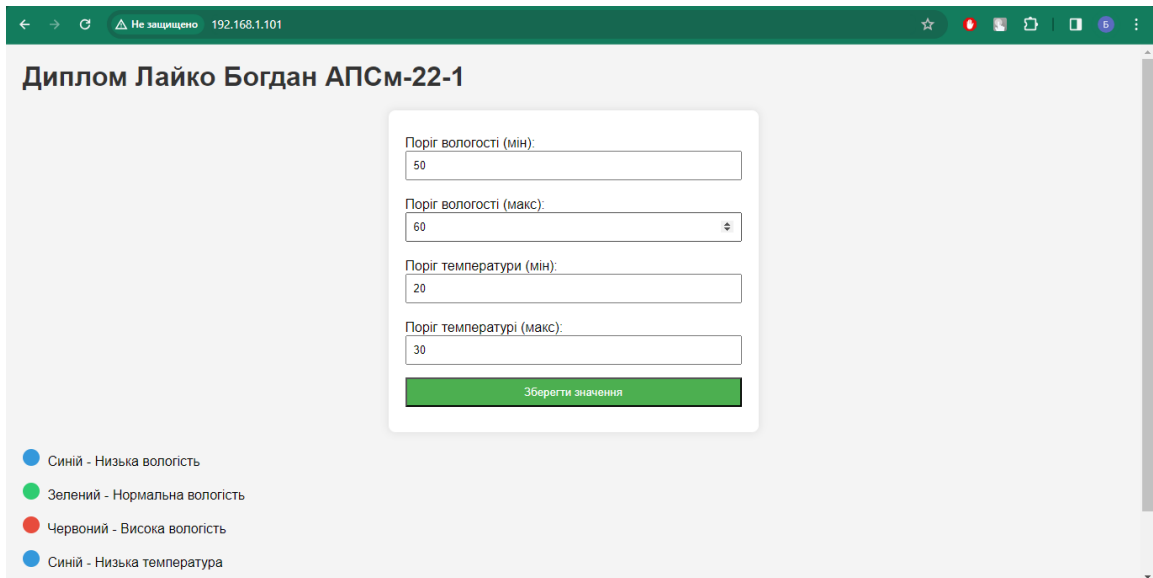 Не защищено 192.168.1.101
Б
Диплом Лайко Богдан АПСм-22-1
Поріг вологості (мін):
50
Поріг вологості (макс):
60
Поріг температури (мін):
20
Поріг температурі (макс):
30
Зберегти значення
Синій - Низька вологість
Зелений - Нормальна вологість
Червоний - Висока вологість
Синій - Низька температура